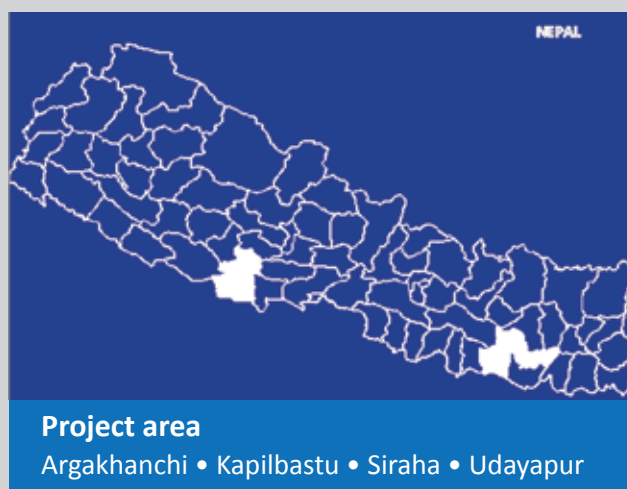 NEPAL
Project area
Argakhanchi • Kapilbastu • Siraha • Udayapur